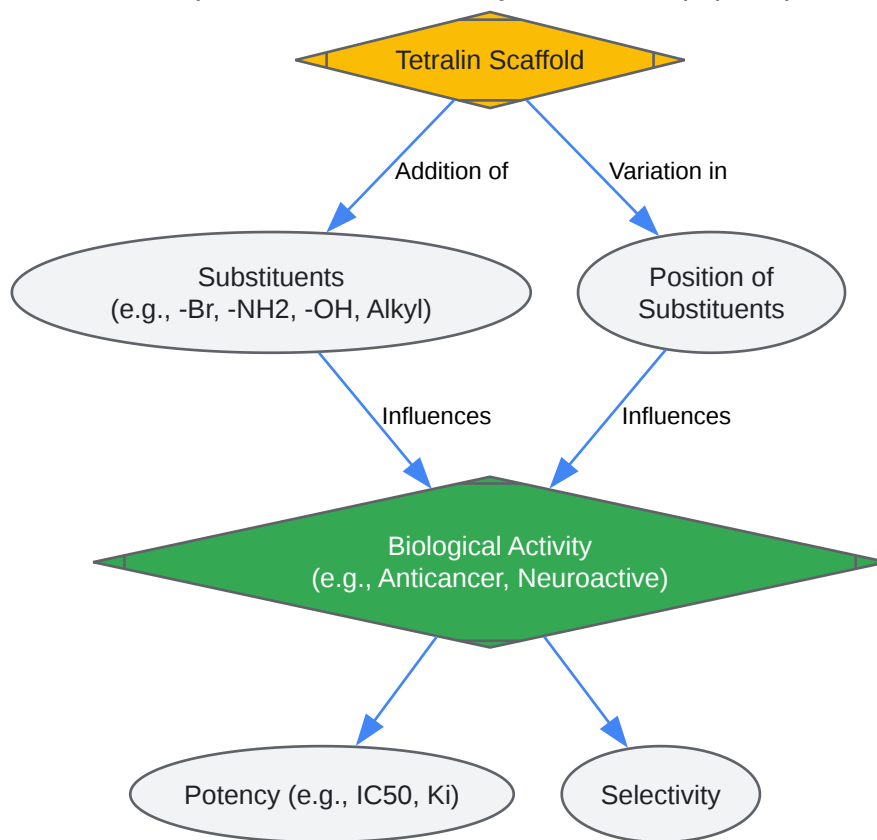 Tetralin Scaffold
Addition of
Variation in
Substituents
(e.g., -Br, -NH2, -OH, Alkyl)
Position of
Substituents
Influences
Influences
Biological Activity
(e.g., Anticancer, Neuroactive)
Potency (e.g., IC50, Ki)
Selectivity